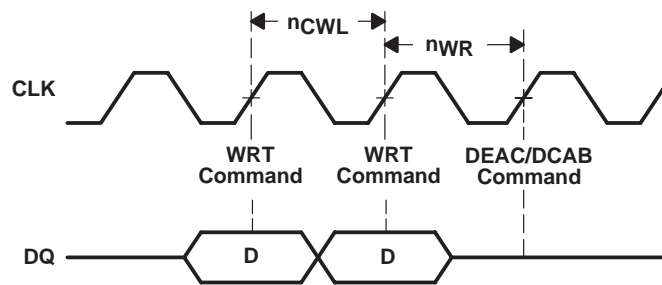 nCWL
nWR
CLK
WRT
Command
WRT
Command
DEAC/DCAB
Command
DQ
D
D